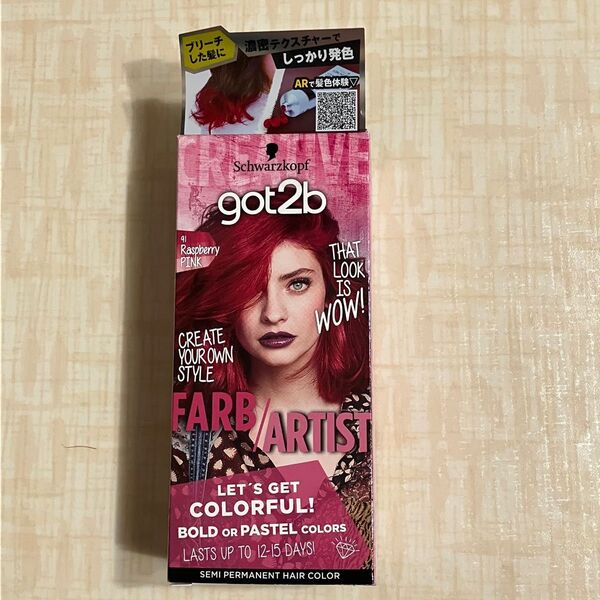 ブリーチ
した髪に
濃密テクスチャーで
しっかり発色
ARで髪色体験▽
CREATIVE
Schwarzkopf
got2b
91
Raspberry
PINK
THAT
LOOK
IS
WOW!
CREATE
YOUR OWN
STYLE
FARB/ARTIST
LET´S GET
COLORFUL!
BOLD OR PASTEL COLORS
LASTS UP TO 12-15 DAYS!
SEMI PERMANENT HAIR COLOR